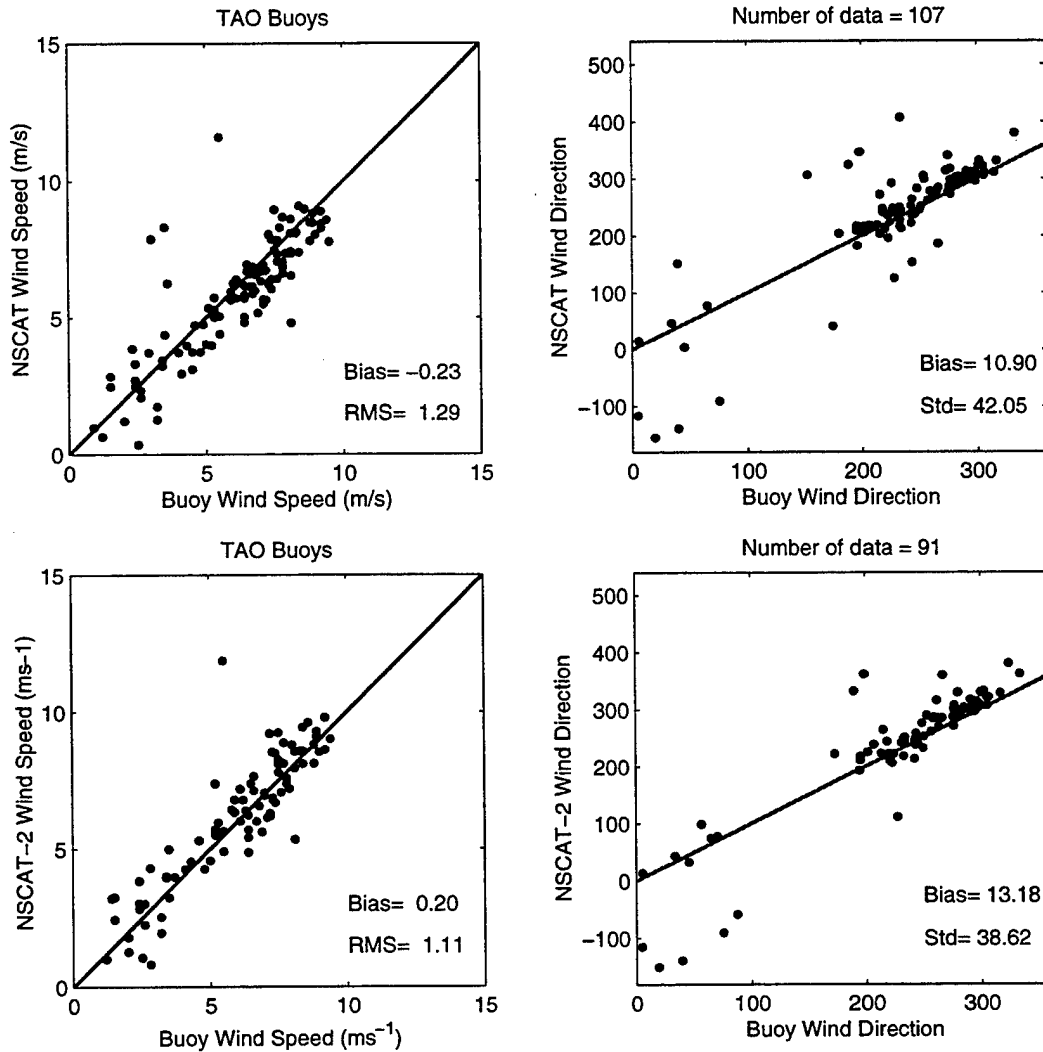 TAO Buoys
15
10
5
0
NSCAT Wind Speed (m/s)
Bias= −0.23
RMS= 1.29
0 5 10 15
Buoy Wind Speed (m/s)
Number of data = 107
500
400
300
200
100
0
−100
NSCAT Wind Direction
Bias= 10.90
Std= 42.05
0 100 200 300
Buoy Wind Direction
TAO Buoys
15
10
5
0
NSCAT-2 Wind Speed (ms−1)
Bias= 0.20
RMS= 1.11
0 5 10 15
Buoy Wind Speed (ms⁻¹)
Number of data = 91
500
400
300
200
100
0
−100
NSCAT-2 Wind Direction
Bias= 13.18
Std= 38.62
0 100 200 300
Buoy Wind Direction